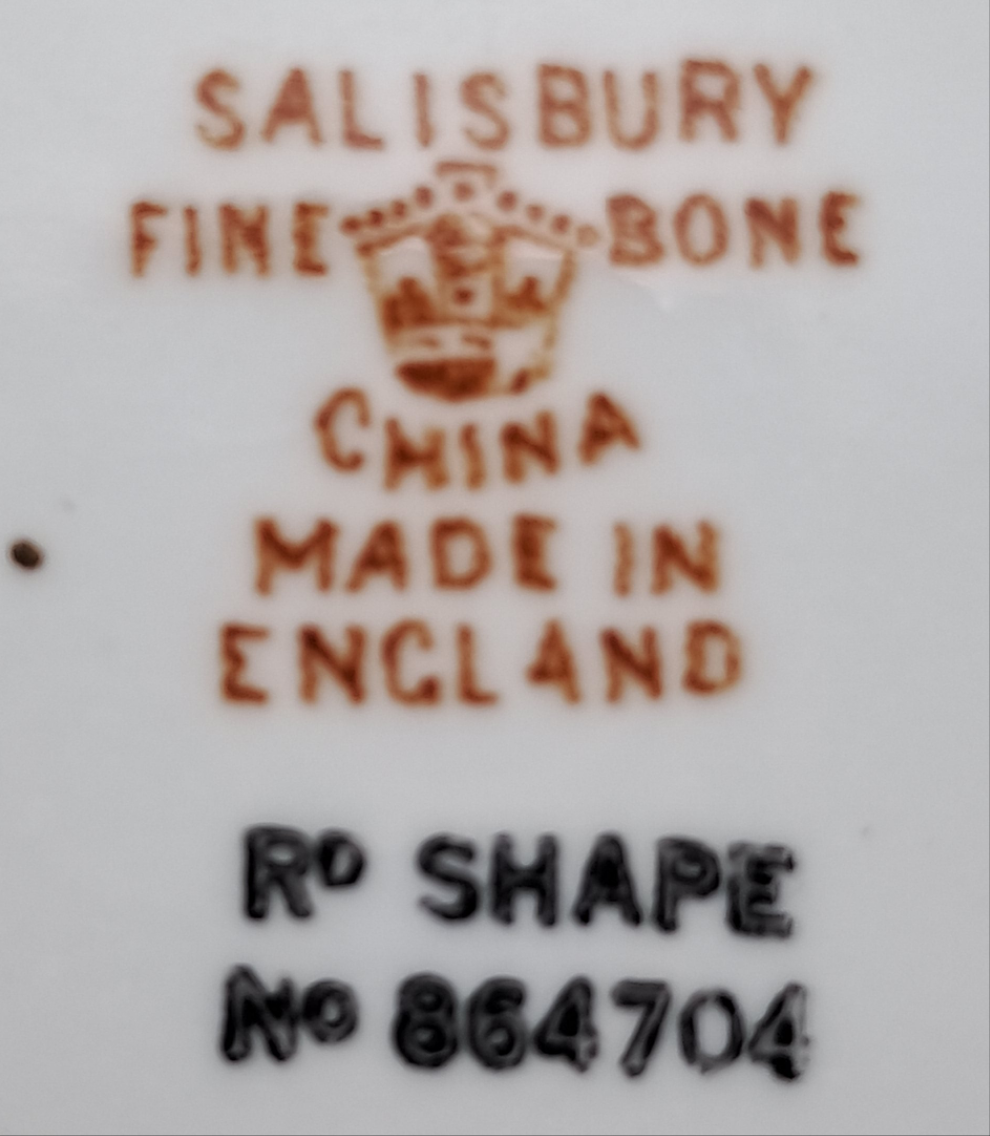 SALISBURY
FINE BONE
CHINA
MADE IN
ENGLAND
RD SHAPE
No 864704